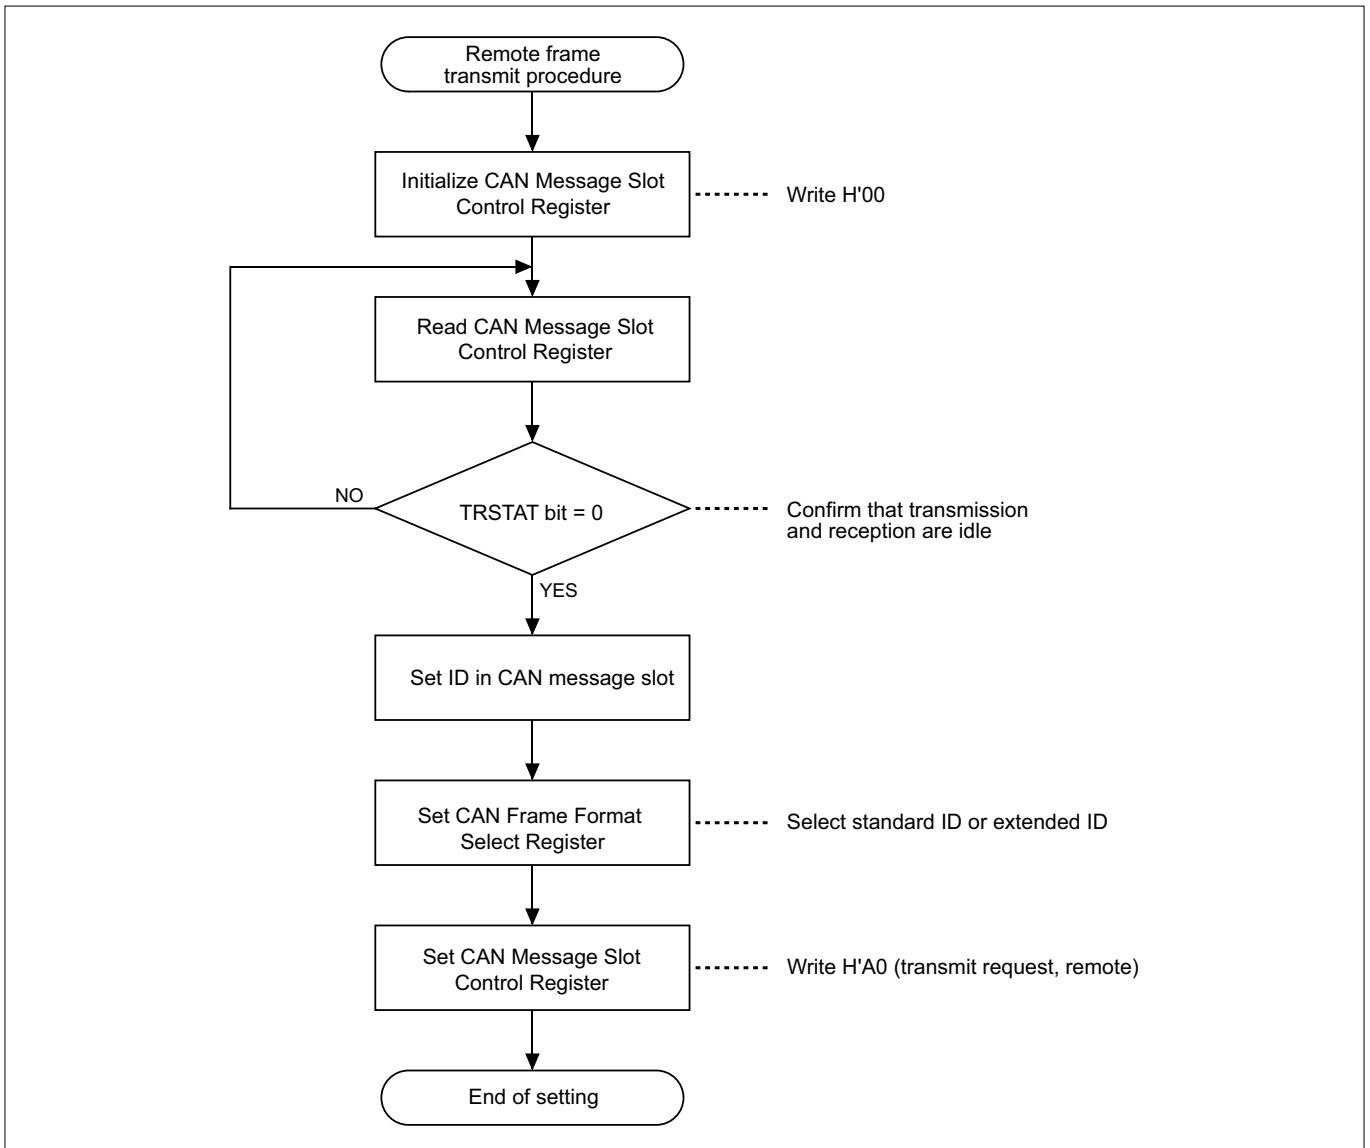 Remote frame
transmit procedure
Initialize CAN Message Slot
Control Register
Write H'00
Read CAN Message Slot
Control Register
NO
TRSTAT bit = 0
Confirm that transmission
and reception are idle
YES
Set ID in CAN message slot
Set CAN Frame Format
Select Register
Select standard ID or extended ID
Set CAN Message Slot
Control Register
Write H'A0 (transmit request, remote)
End of setting